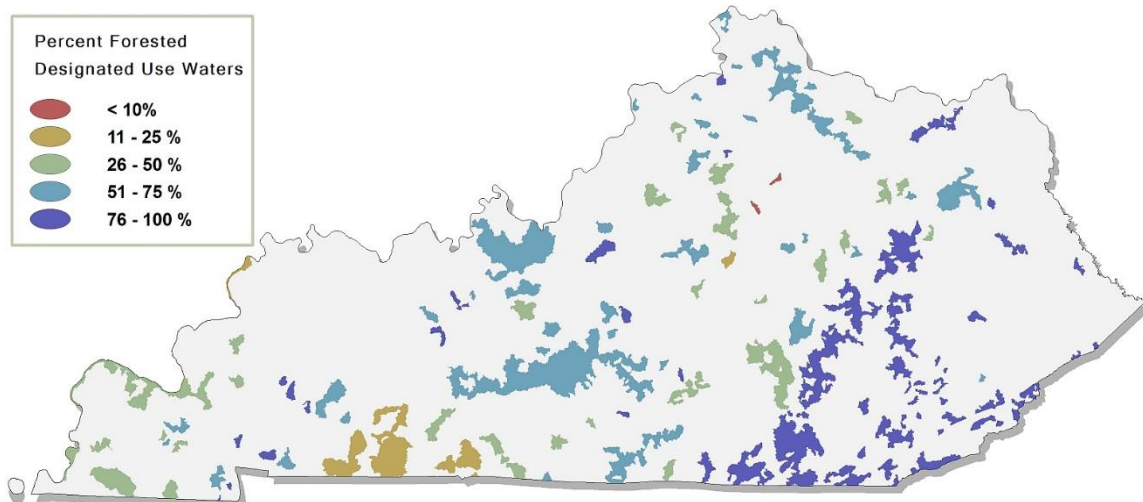 Percent Forested
Designated Use Waters
< 10%
11 - 25 %
26 - 50 %
51 - 75 %
76 - 100 %